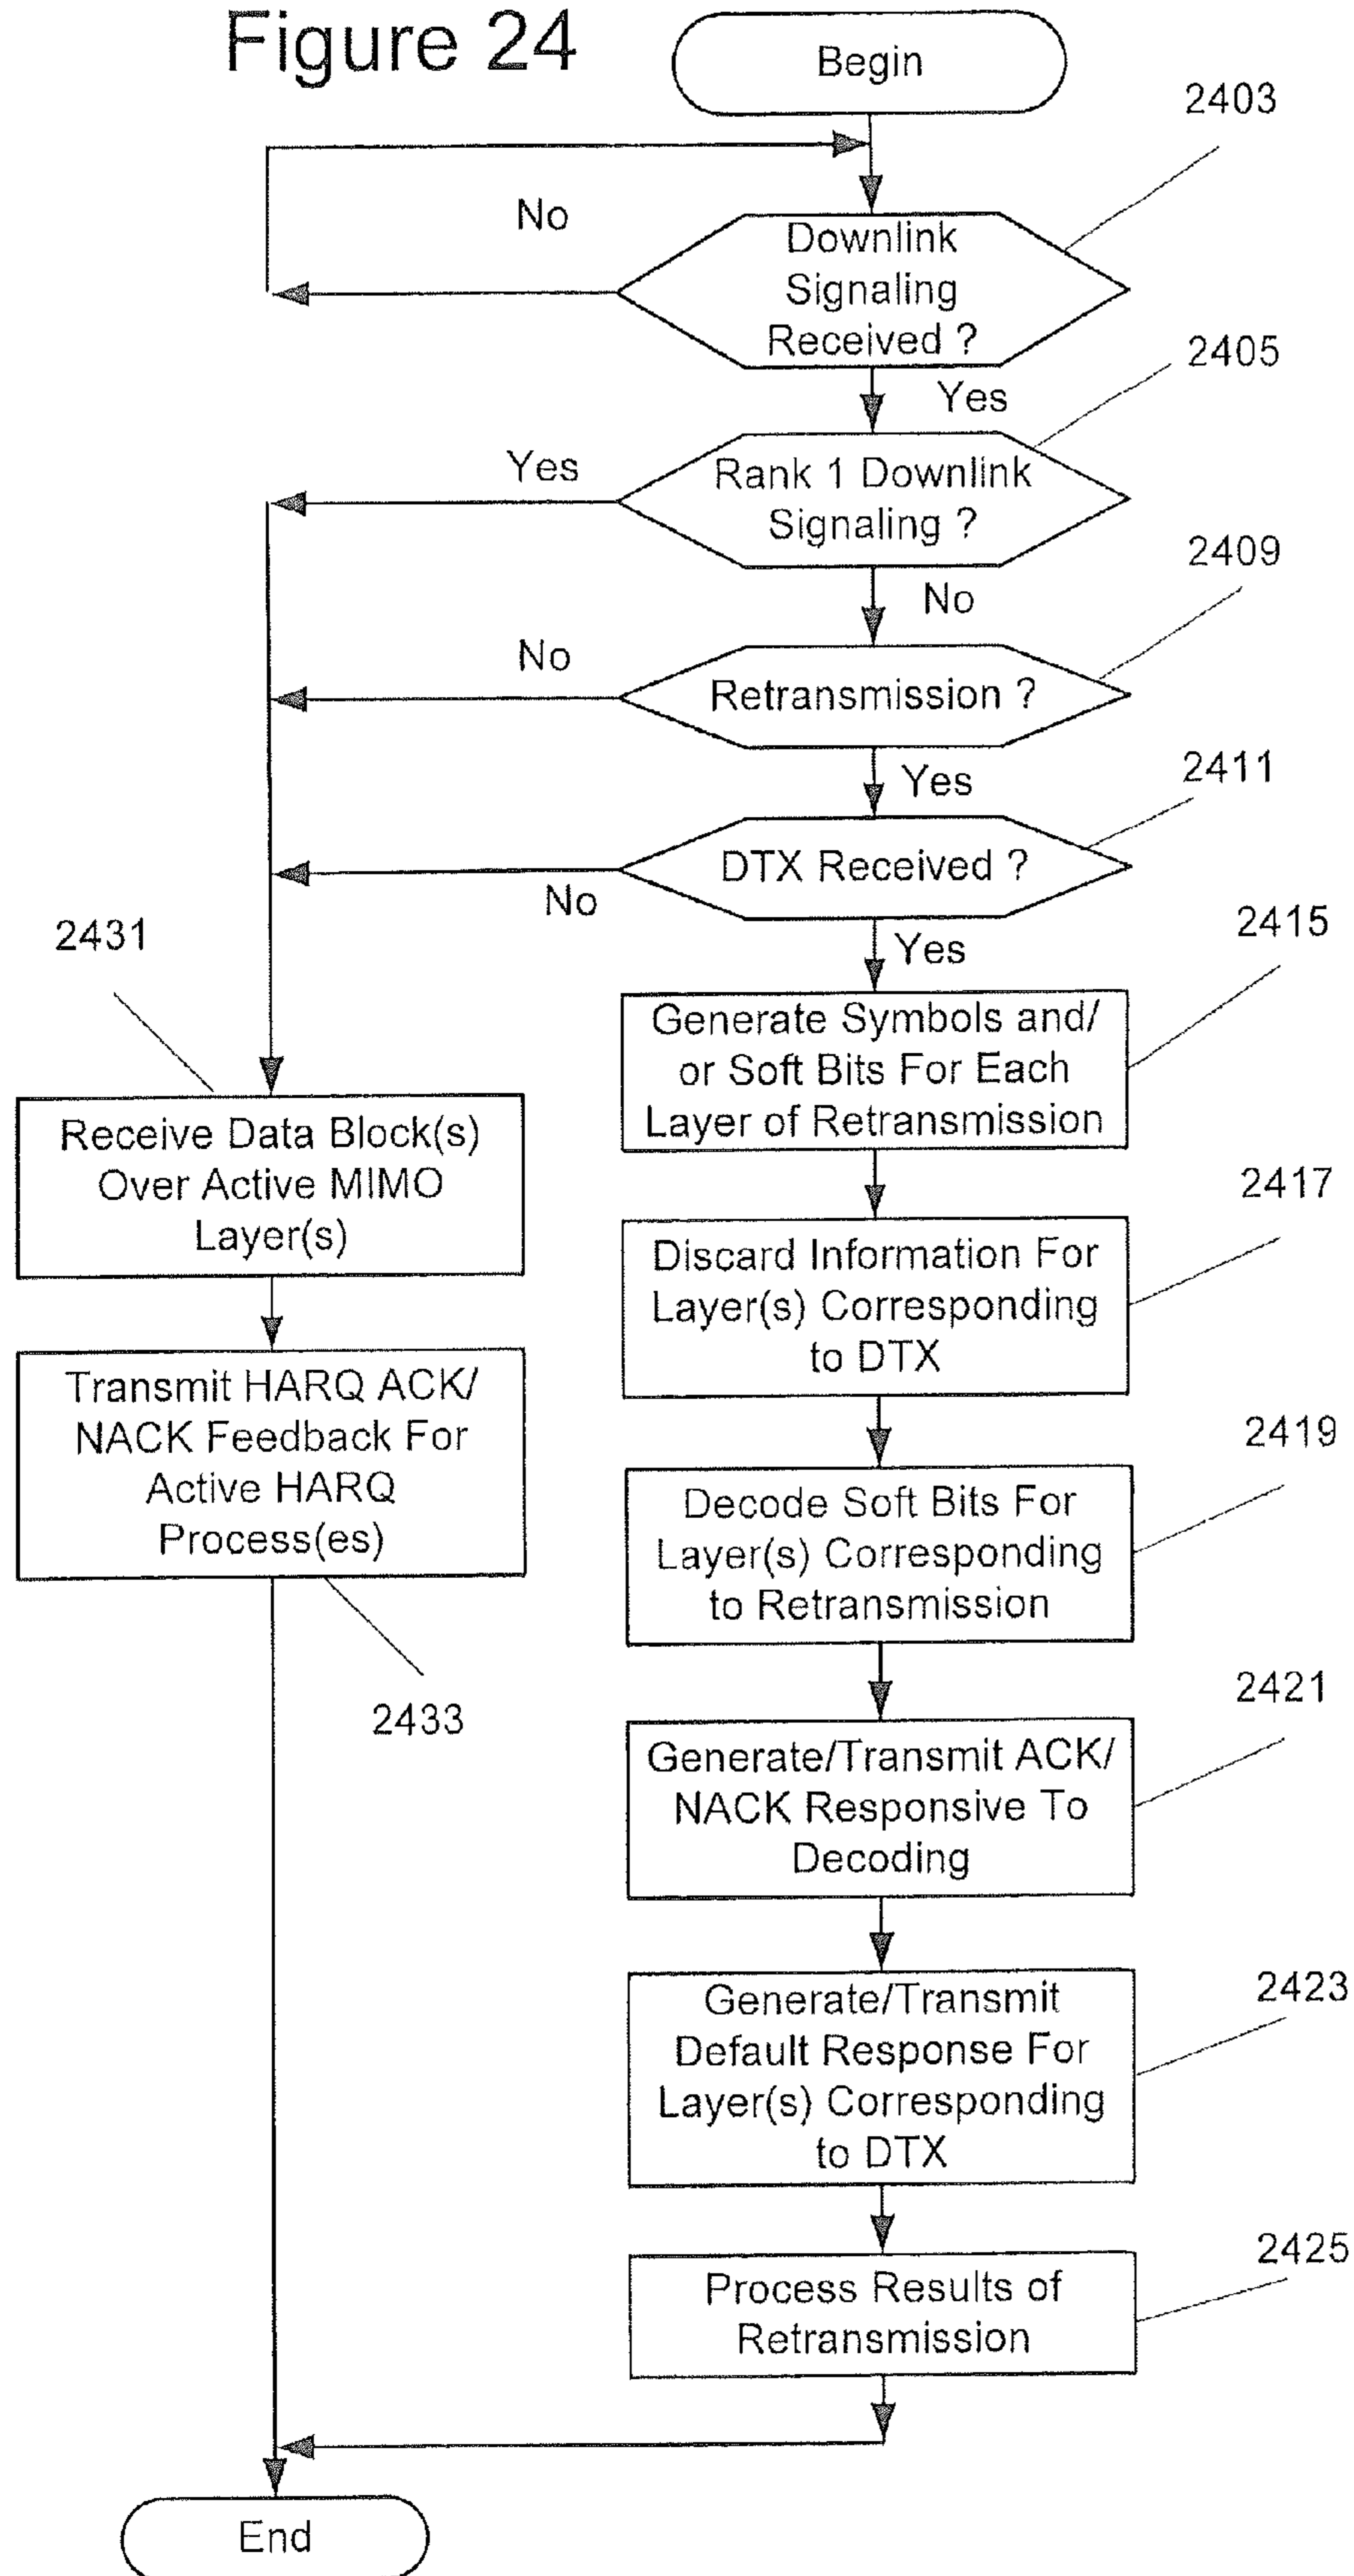 Figure 24
Begin
2403
No
Downlink
Signaling
Received ?
2405
Yes
Yes
Rank 1 Downlink
Signaling ?
2409
No
No
Retransmission ?
2411
Yes
DTX Received ?
No
2415
2431
Yes
Generate Symbols and/
or Soft Bits For Each
Layer of Retransmission
Receive Data Block(s)
Over Active MIMO
Layer(s)
2417
Discard Information For
Layer(s) Corresponding
to DTX
Transmit HARQ ACK/
NACK Feedback For
Active HARQ
Process(es)
2419
Decode Soft Bits For
Layer(s) Corresponding
to Retransmission
2433
2421
Generate/Transmit ACK/
NACK Responsive To
Decoding
2423
Generate/Transmit
Default Response For
Layer(s) Corresponding
to DTX
2425
Process Results of
Retransmission
End